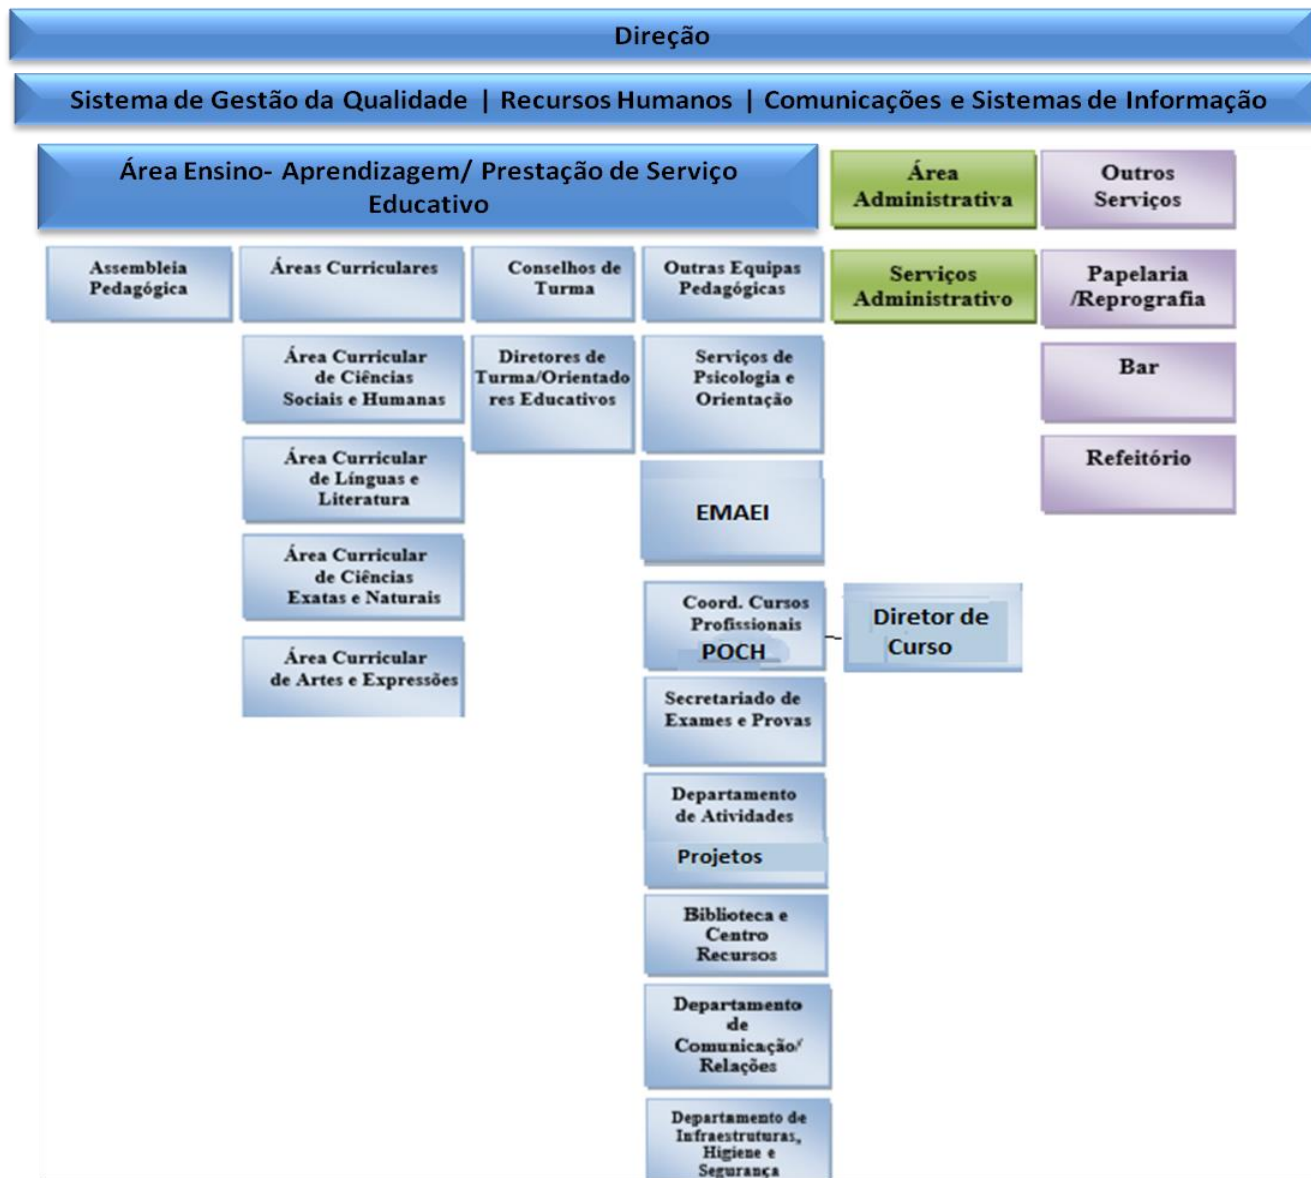 Direção
Sistema de Gestão da Qualidade | Recursos Humanos | Comunicações e Sistemas de Informação
Área Ensino- Aprendizagem/ Prestação de Serviço
Educativo
Área
Administrativa
Outros
Serviços
Assembleia
Pedagógica
Áreas Curriculares
Conselhos de
Turma
Outras Equipas
Pedagógicas
Serviços
Administrativo
Papelaria
/Reprografia
Área Curricular
de Ciências
Sociais e Humanas
Diretores de
Turma/Orientado
res Educativos
Serviços de
Psicologia e
Orientação
Bar
Área Curricular
de Línguas e
Literatura
EMAEI
Refeitório
Área Curricular
de Ciências
Exatas e Naturais
Coord. Cursos
Profissionais
POCH
Diretor de
Curso
Área Curricular
de Artes e Expressões
Secretariado de
Exames e Provas
Departamento
de Atividades
Projetos
Biblioteca e
Centro
Recursos
Departamento
de
Comunicação/
Relações
Departamento de
Infraestruturas,
Higiene e
Segurança